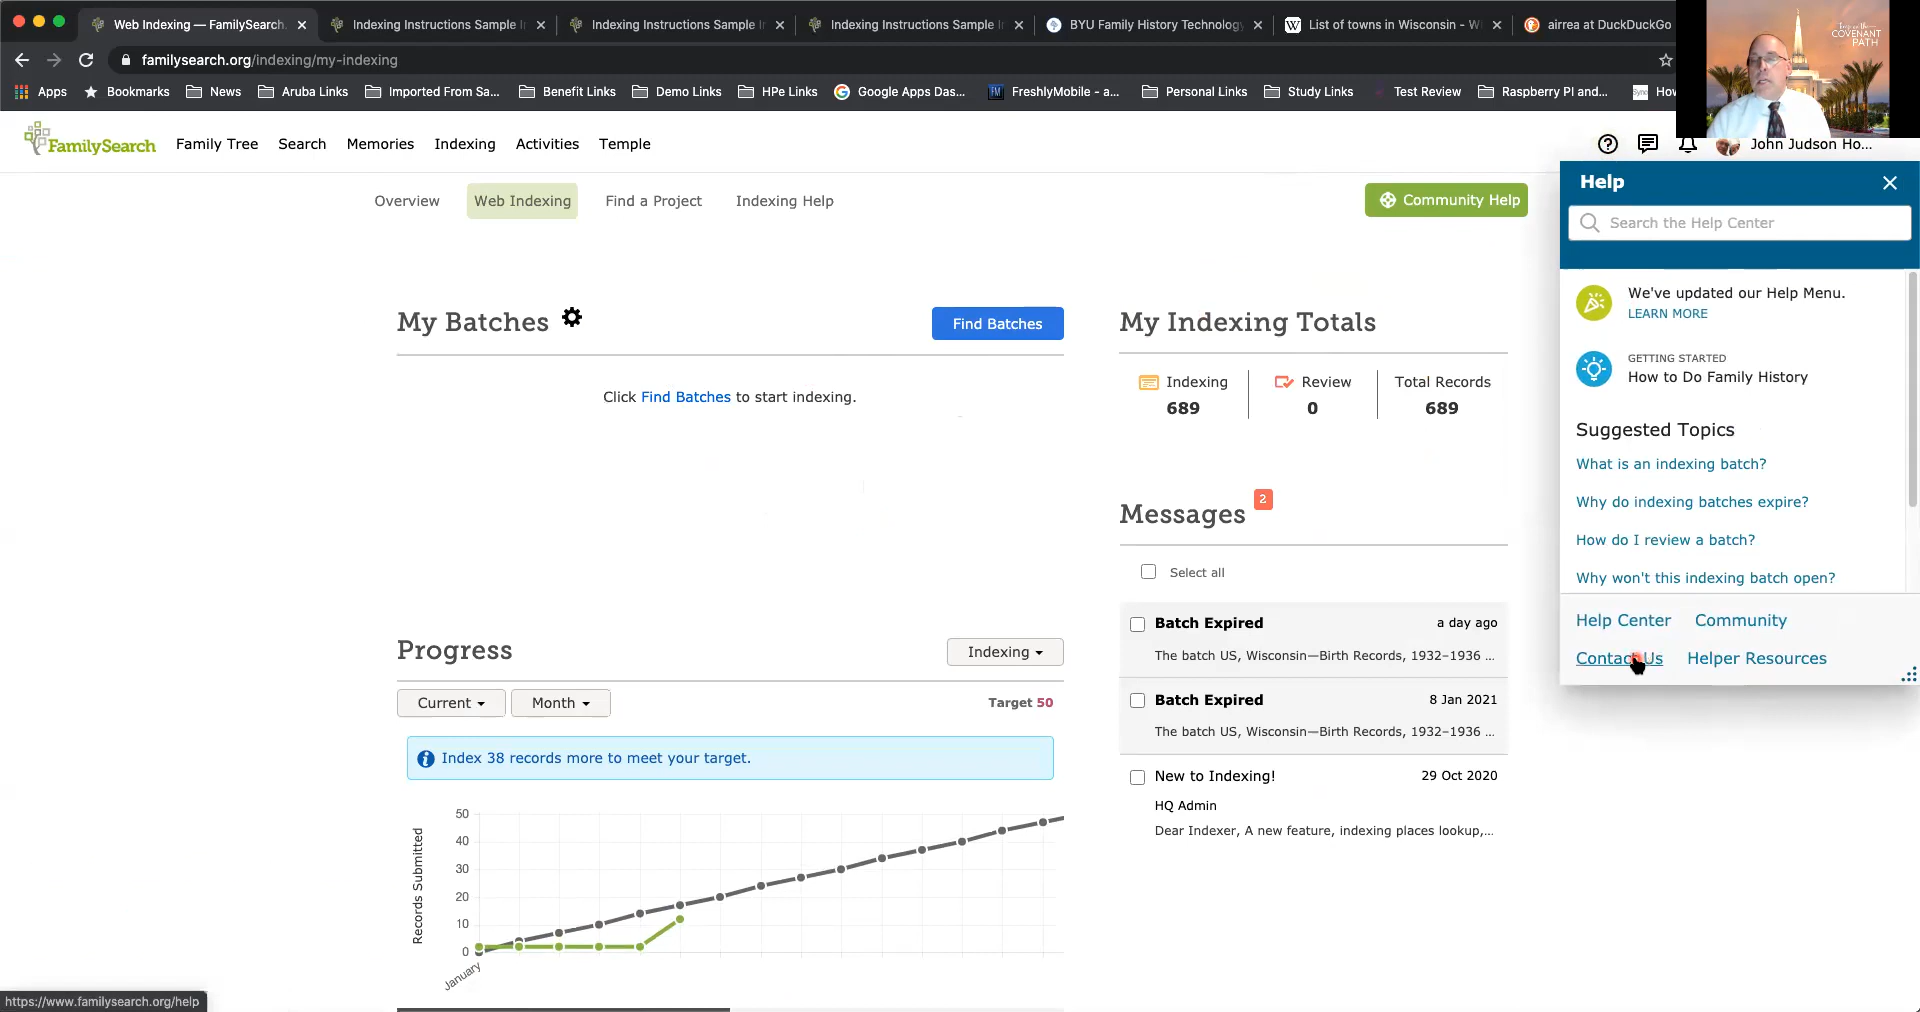 Web Indexing — FamilySearch
Indexing Instructions Sample I
Indexing Instructions Sample I
Indexing Instructions Sample I
BYU Family History Technology
List of towns in Wisconsin - W
airrea at DuckDuckGo
familysearch.org/indexing/my-indexing
Apps
Bookmarks
News
Aruba Links
Imported From Sa...
Benefit Links
Demo Links
HPe Links
Google Apps Das...
FM
FreshlyMobile - a...
Personal Links
Study Links
Test Review
Raspberry PI and...
Sync
How
COVENANT
PATH
FamilySearch
Family Tree
Search
Memories
Indexing
Activities
Temple
John Judson Ho...
Overview
Web Indexing
Find a Project
Indexing Help
Community Help
My Batches
Find Batches
Click Find Batches to start indexing.
My Indexing Totals
Indexing
689
Review
0
Total Records
689
Messages
2
Select all
Batch Expired
a day ago
The batch US, Wisconsin—Birth Records, 1932–1936 ...
Batch Expired
8 Jan 2021
The batch US, Wisconsin—Birth Records, 1932–1936 ...
New to Indexing!
29 Oct 2020
HQ Admin
Dear Indexer, A new feature, indexing places lookup,...
Progress
Indexing
Current
Month
Target 50
Index 38 records more to meet your target.
Records Submitted
50
40
30
20
10
0
January
Help
Search the Help Center
We've updated our Help Menu.
LEARN MORE
GETTING STARTED
How to Do Family History
Suggested Topics
What is an indexing batch?
Why do indexing batches expire?
How do I review a batch?
Why won't this indexing batch open?
Help Center
Community
Contact Us
Helper Resources
https://www.familysearch.org/help